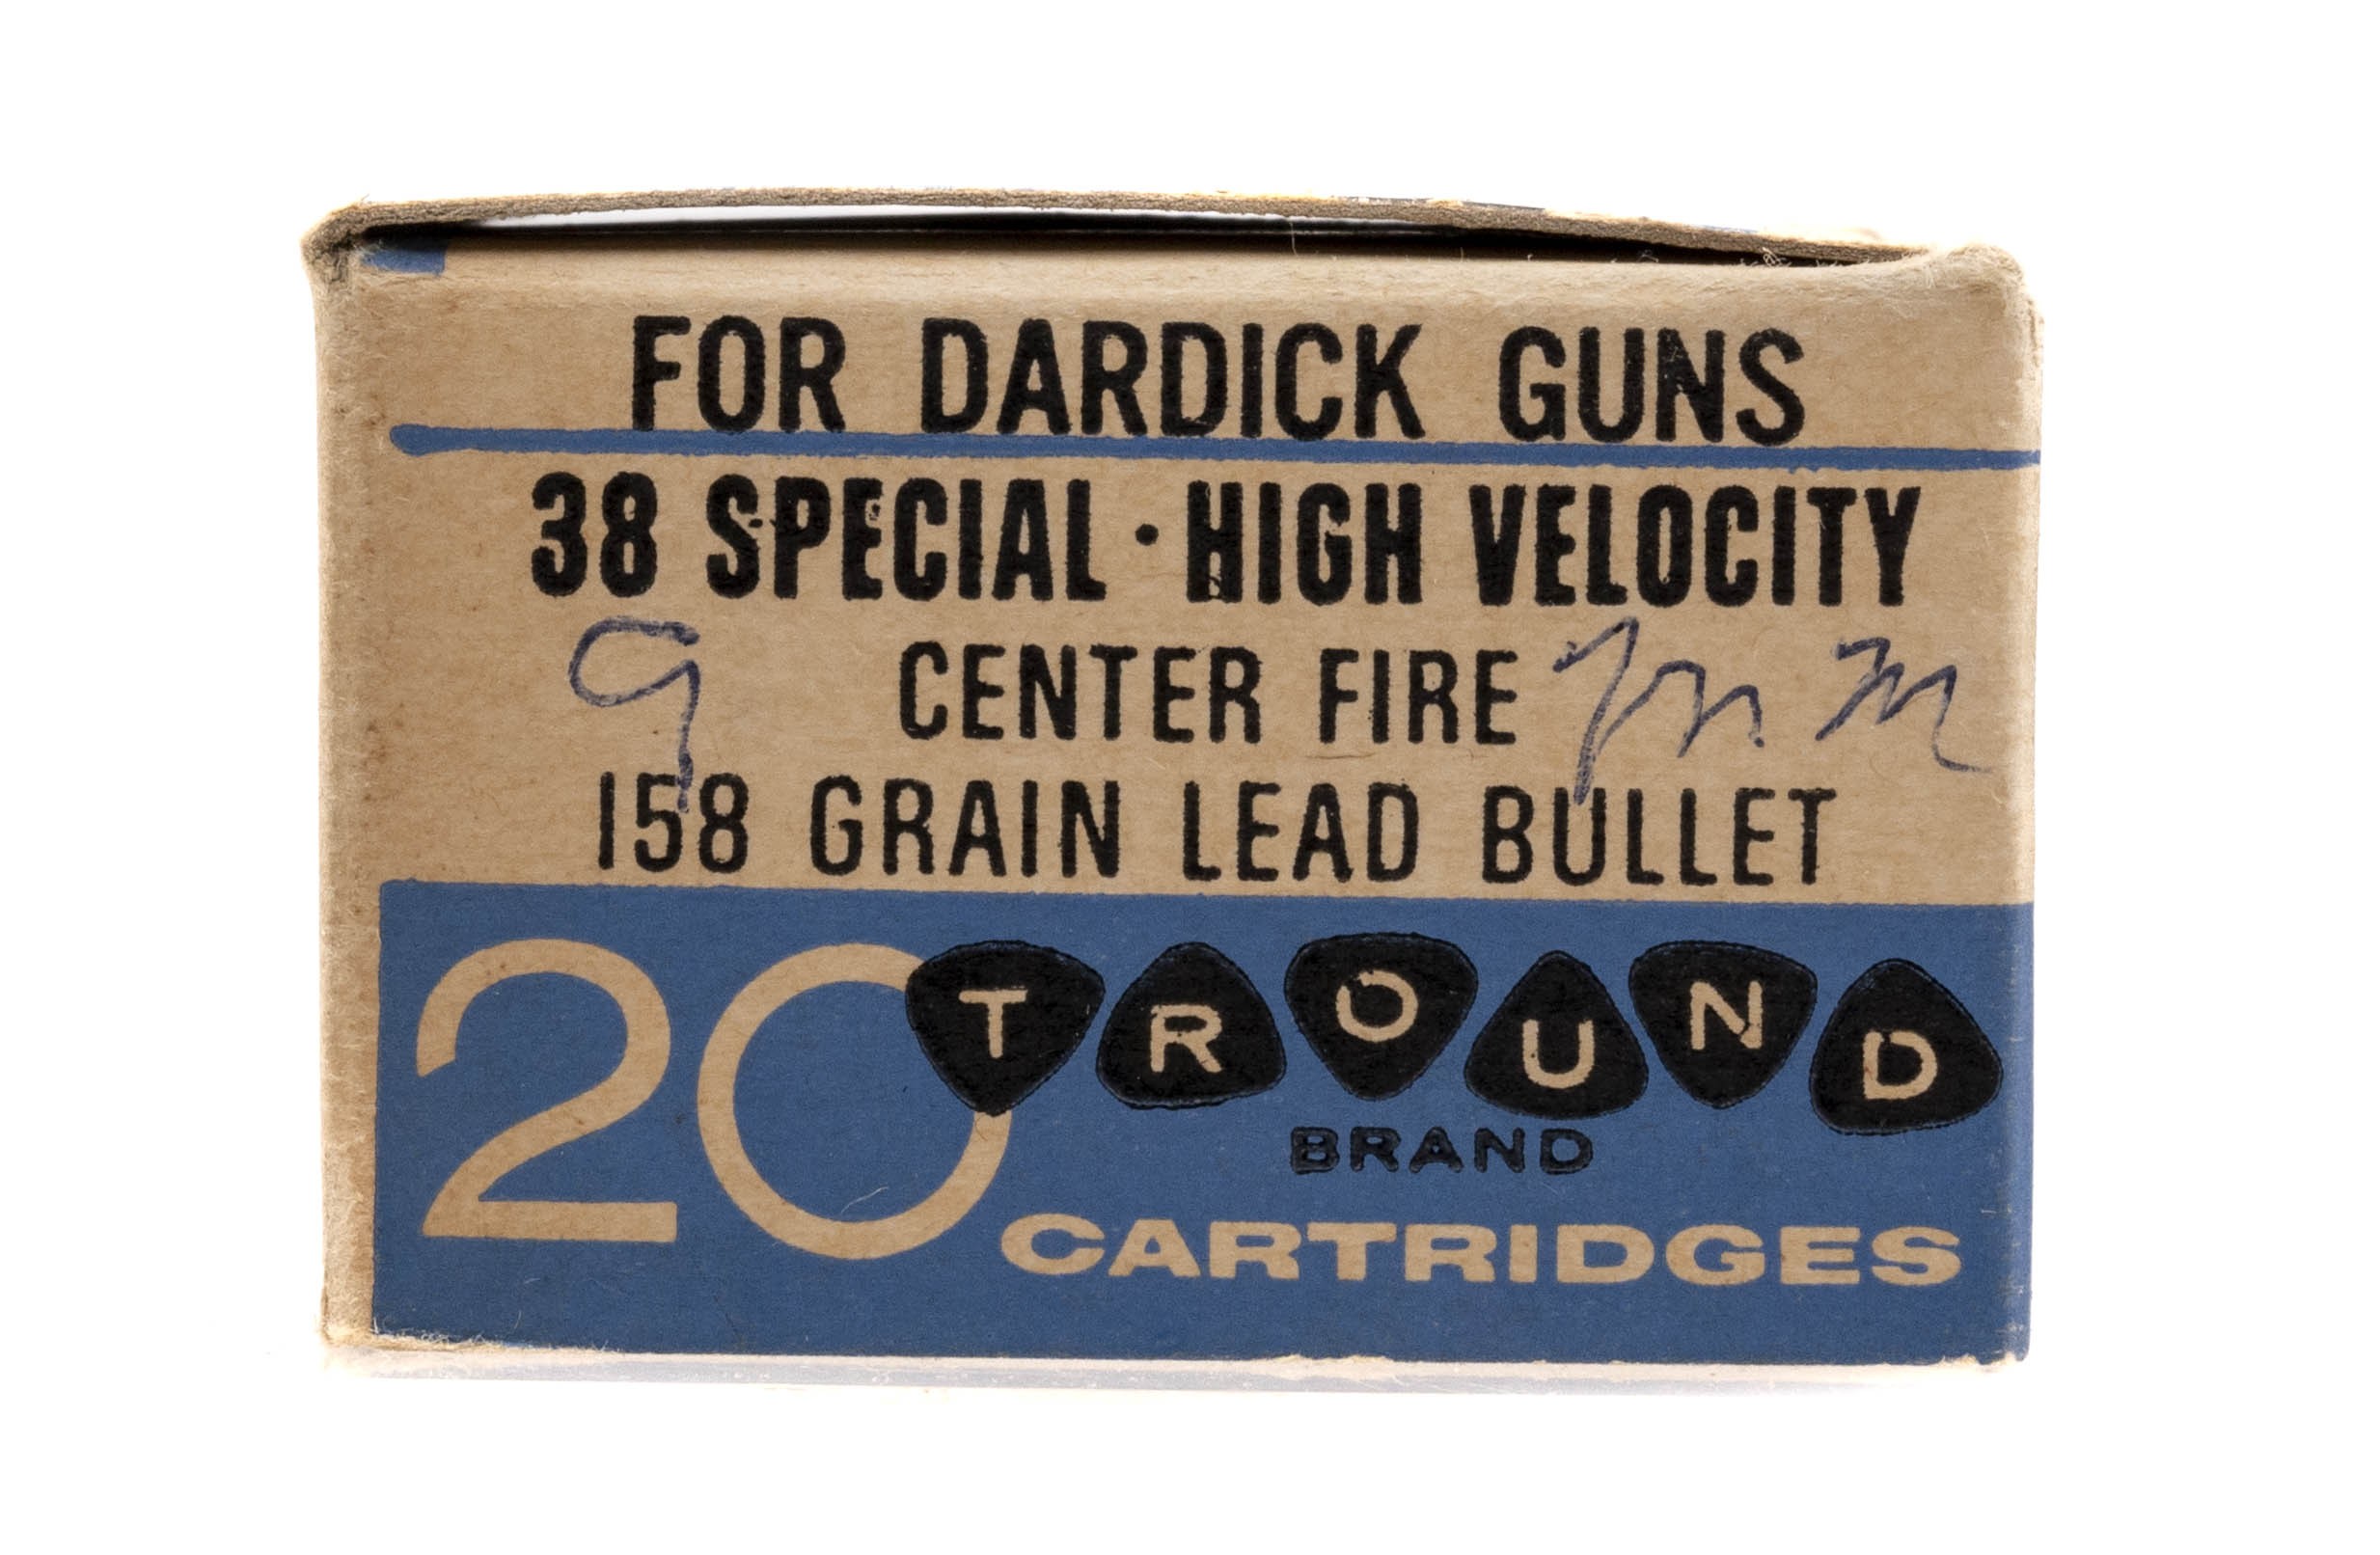 FOR DARDICK GUNS
38 SPECIAL · HIGH VELOCITY
9 CENTER FIRE mm
158 GRAIN LEAD BULLET
20 TROUND
BRAND
CARTRIDGES